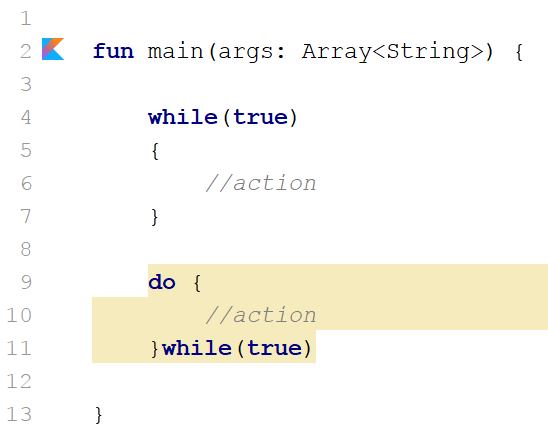 1
2 fun main(args: Array<String>) {
3
4 while(true)
5 {
6 //action
7 }
8
9 do {
10 //action
11 }while(true)
12
13 }